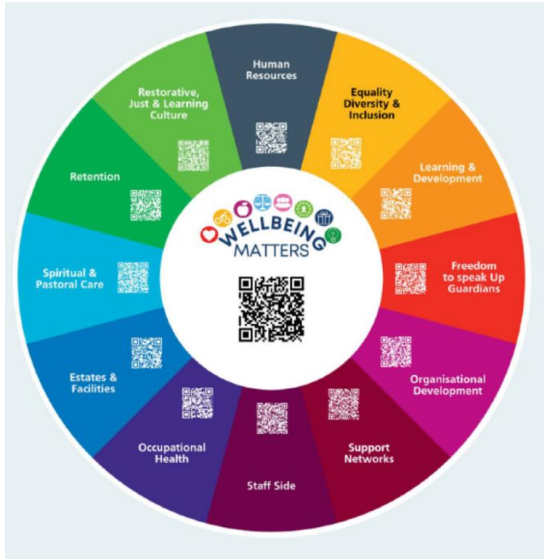 Human
Resources
Equality
Diversity &
Inclusion
Learning &
Development
Freedom
to speak Up
Guardians
Organisational
Development
Support
Networks
Staff Side
Occupational
Health
Estates &
Facilities
Spiritual &
Pastoral Care
Retention
Restorative,
Just & Learning
Culture
WELLBEING
MATTERS